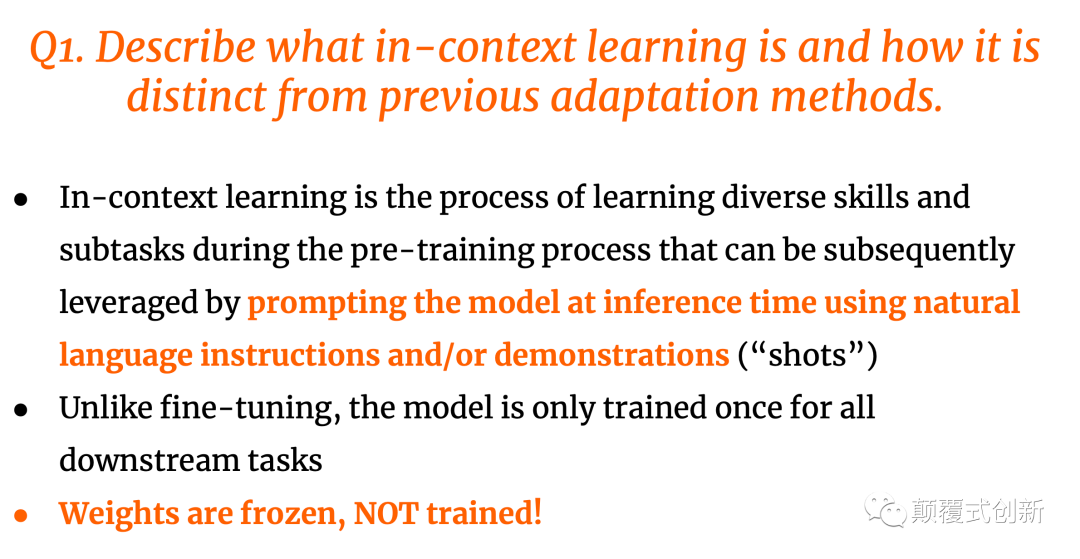 Q1. Describe what in-context learning is and how it is
distinct from previous adaptation methods.
● In-context learning is the process of learning diverse skills and
subtasks during the pre-training process that can be subsequently
leveraged by prompting the model at inference time using natural
language instructions and/or demonstrations (“shots”)
● Unlike fine-tuning, the model is only trained once for all
downstream tasks
● Weights are frozen, NOT trained!
颠覆式创新